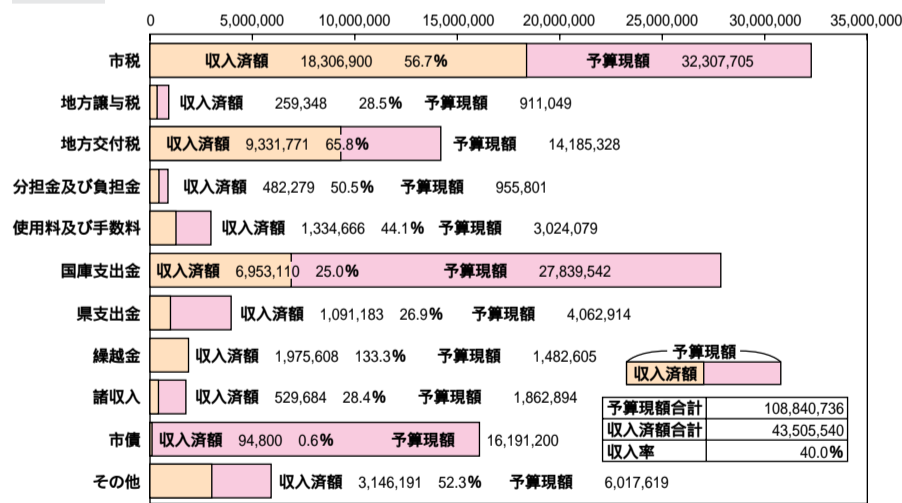 0 5,000,000 10,000,000 15,000,000 20,000,000 25,000,000 30,000,000 35,000,000
市税 収入済額 18,306,900 56.7% 予算現額 32,307,705
地方譲与税 収入済額 259,348 28.5% 予算現額 911,049
地方交付税 収入済額 9,331,771 65.8% 予算現額 14,185,328
分担金及び負担金 収入済額 482,279 50.5% 予算現額 955,801
使用料及び手数料 収入済額 1,334,666 44.1% 予算現額 3,024,079
国庫支出金 収入済額 6,953,110 25.0% 予算現額 27,839,542
県支出金 収入済額 1,091,183 26.9% 予算現額 4,062,914
繰越金 収入済額 1,975,608 133.3% 予算現額 1,482,605
諸収入 収入済額 529,684 28.4% 予算現額 1,862,894
市債 収入済額 94,800 0.6% 予算現額 16,191,200
その他 収入済額 3,146,191 52.3% 予算現額 6,017,619
予算現額
収入済額
予算現額合計 108,840,736
収入済額合計 43,505,540
収入率 40.0%